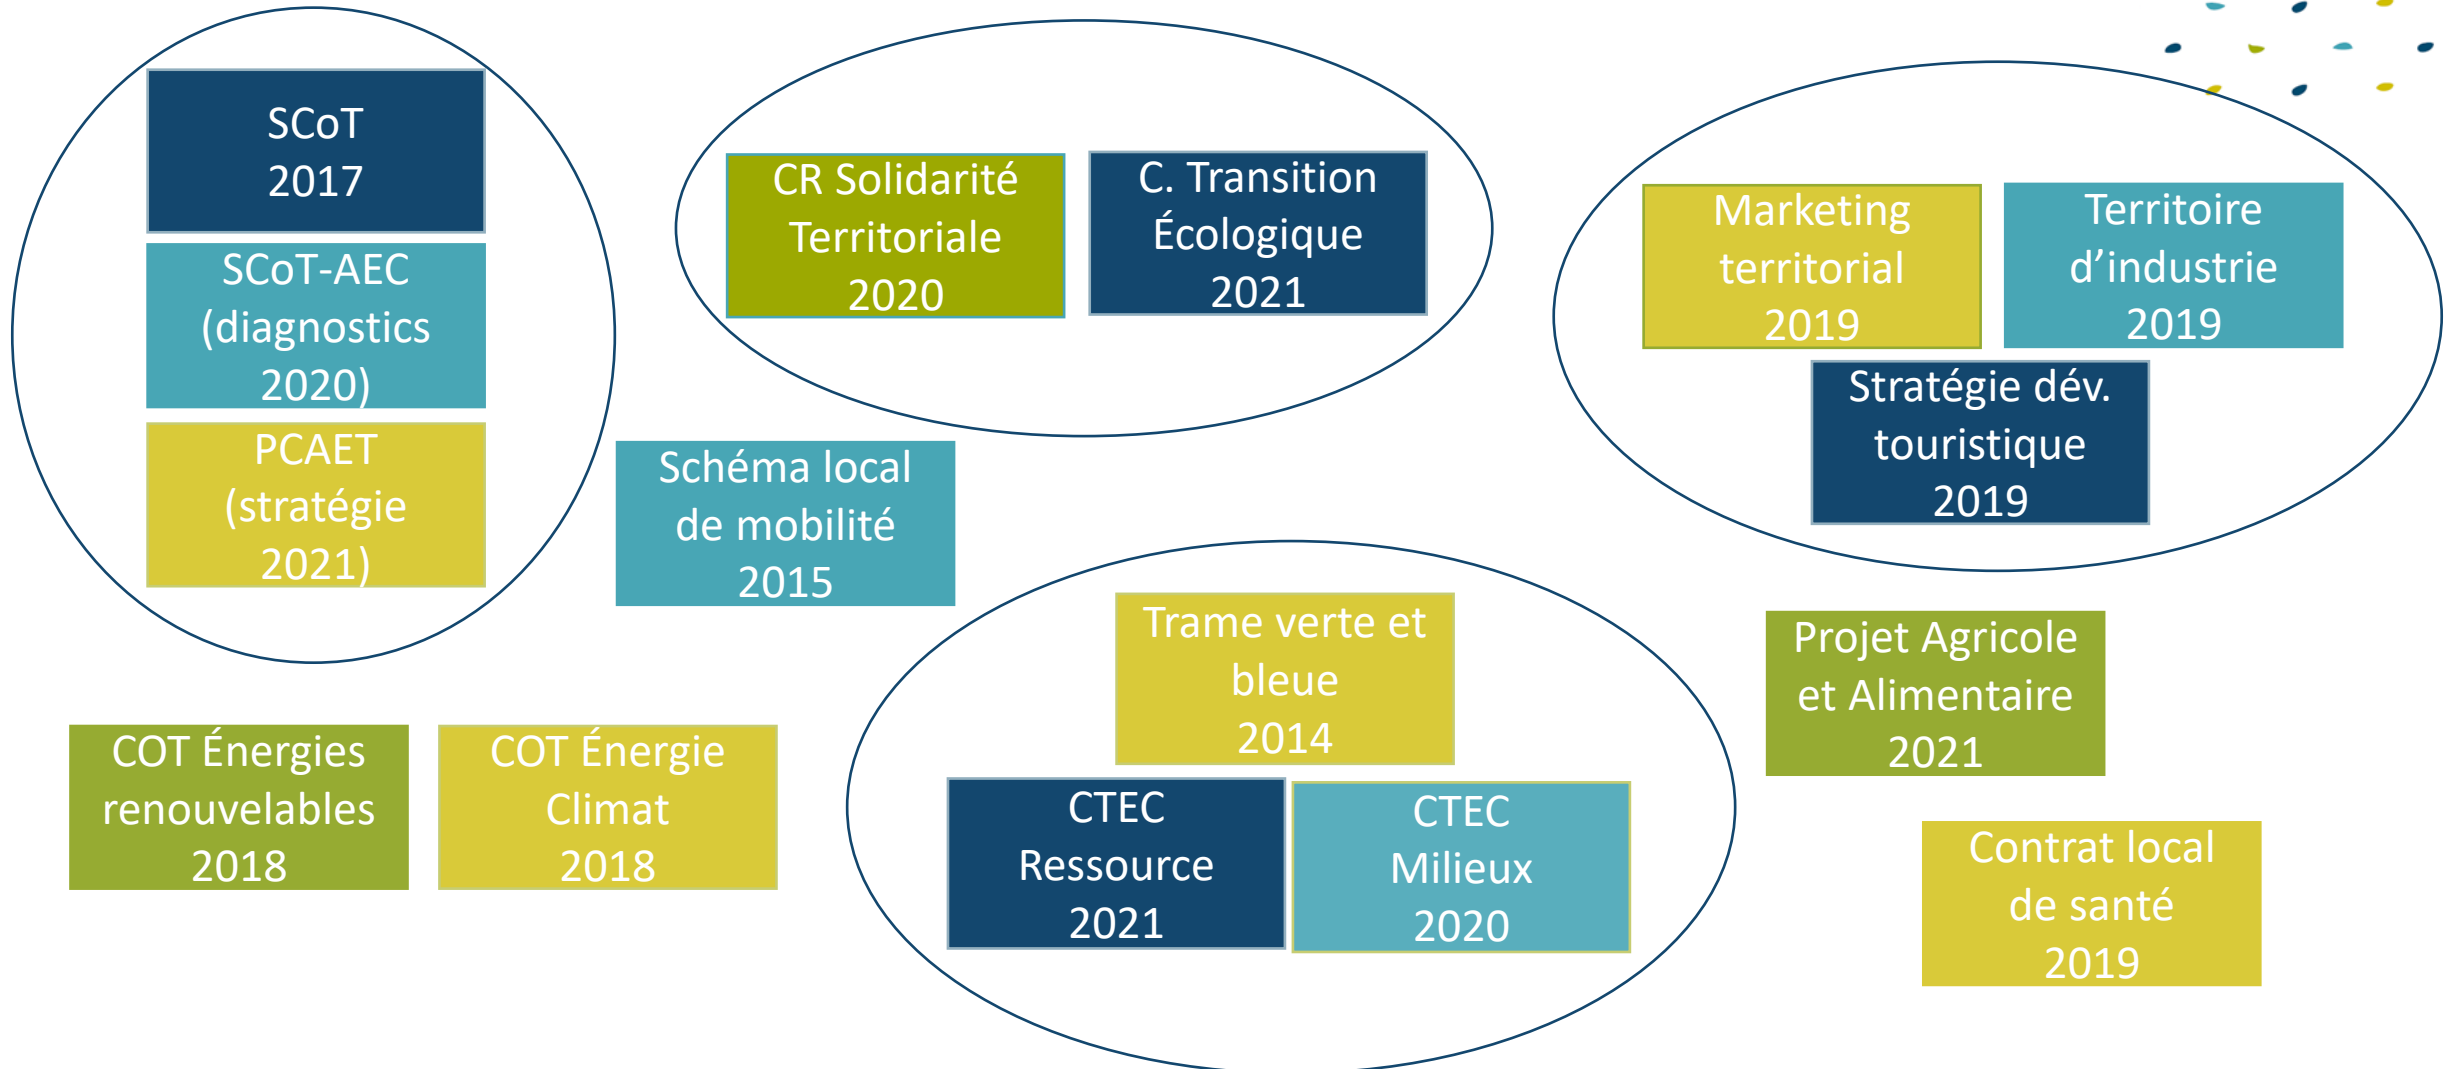 SCoT
2017
SCoT-AEC
(diagnostics
2020)
PCAET
(stratégie
2021)
CR Solidarité
Territoriale
2020
C. Transition
Écologique
2021
Marketing
territorial
2019
Territoire
d’industrie
2019
Stratégie dév.
touristique
2019
Schéma local
de mobilité
2015
Trame verte et
bleue
2014
CTEC
Ressource
2021
CTEC
Milieux
2020
Projet Agricole
et Alimentaire
2021
COT Énergies
renouvelables
2018
COT Énergie
Climat
2018
Contrat local
de santé
2019